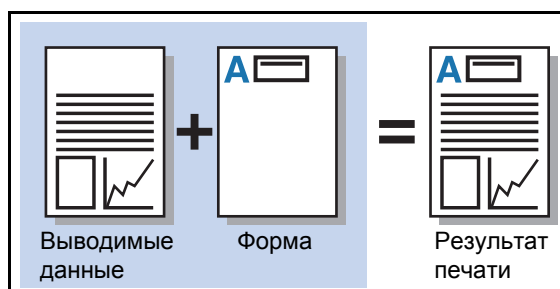 A
A
Выводимые
данные
Форма
Результат
печати